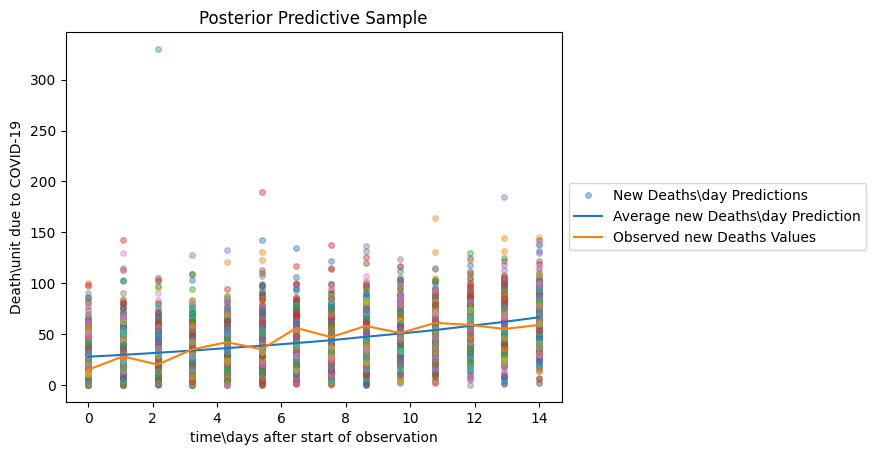 Posterior Predictive Sample
Death\unit due to COVID-19
300
250
200
150
100
50
0
0 2 4 6 8 10 12 14
time\days after start of observation
New Deaths\day Predictions
Average new Deaths\day Prediction
Observed new Deaths Values